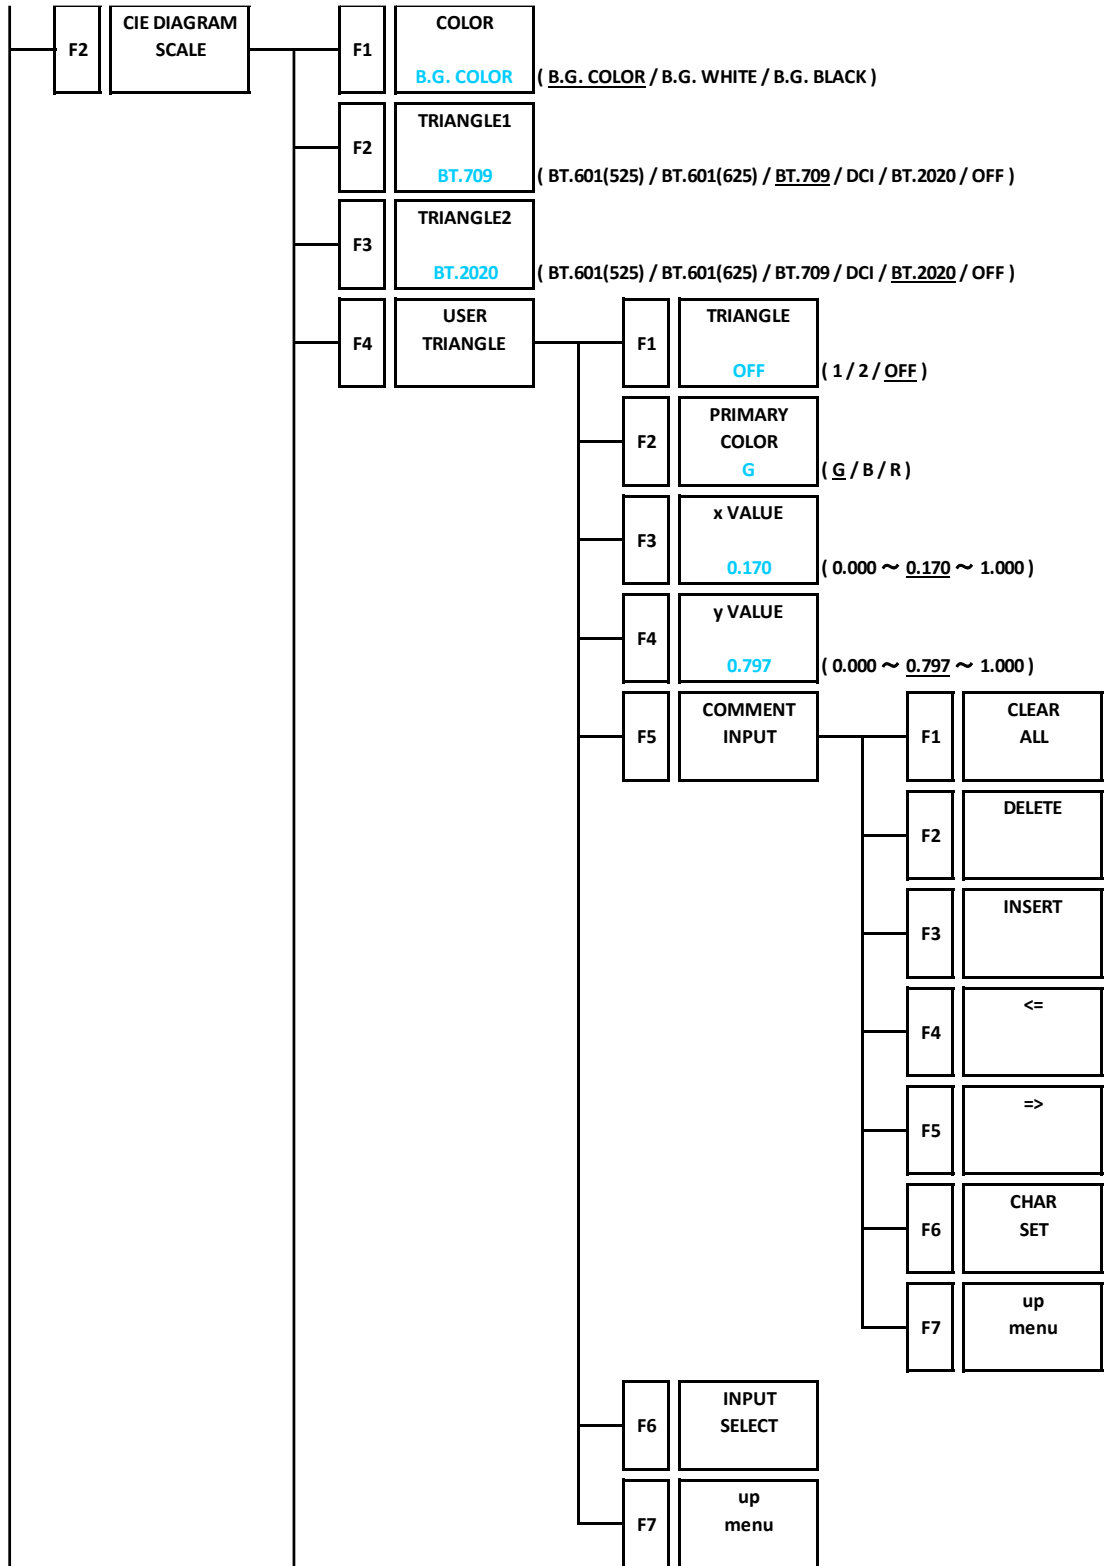 F2
CIE DIAGRAM
SCALE
F1
COLOR
B.G. COLOR
( B.G. COLOR / B.G. WHITE / B.G. BLACK )
F2
TRIANGLE1
BT.709
( BT.601(525) / BT.601(625) / BT.709 / DCI / BT.2020 / OFF )
F3
TRIANGLE2
BT.2020
( BT.601(525) / BT.601(625) / BT.709 / DCI / BT.2020 / OFF )
F4
USER
TRIANGLE
F1
TRIANGLE
OFF
( 1 / 2 / OFF )
F2
PRIMARY
COLOR
G
( G / B / R )
F3
x VALUE
0.170
( 0.000 ～ 0.170 ～ 1.000 )
F4
y VALUE
0.797
( 0.000 ～ 0.797 ～ 1.000 )
F5
COMMENT
INPUT
F1
CLEAR
ALL
F2
DELETE
F3
INSERT
F4
<=
F5
=>
F6
CHAR
SET
F7
up
menu
F6
INPUT
SELECT
F7
up
menu